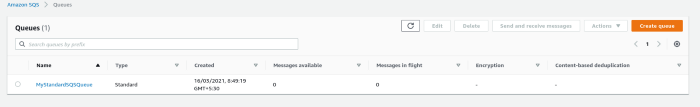 Amazon SQS > Queues
Queues (1)
Edit Delete Send and receive messages Actions Create queue
Search queues by prefix
1
Name Type Created Messages available Messages in flight Encryption Content-based deduplication
MyStandardSQSQueue Standard 16/03/2021, 8:49:19 GMT+5:30 0 0 - -